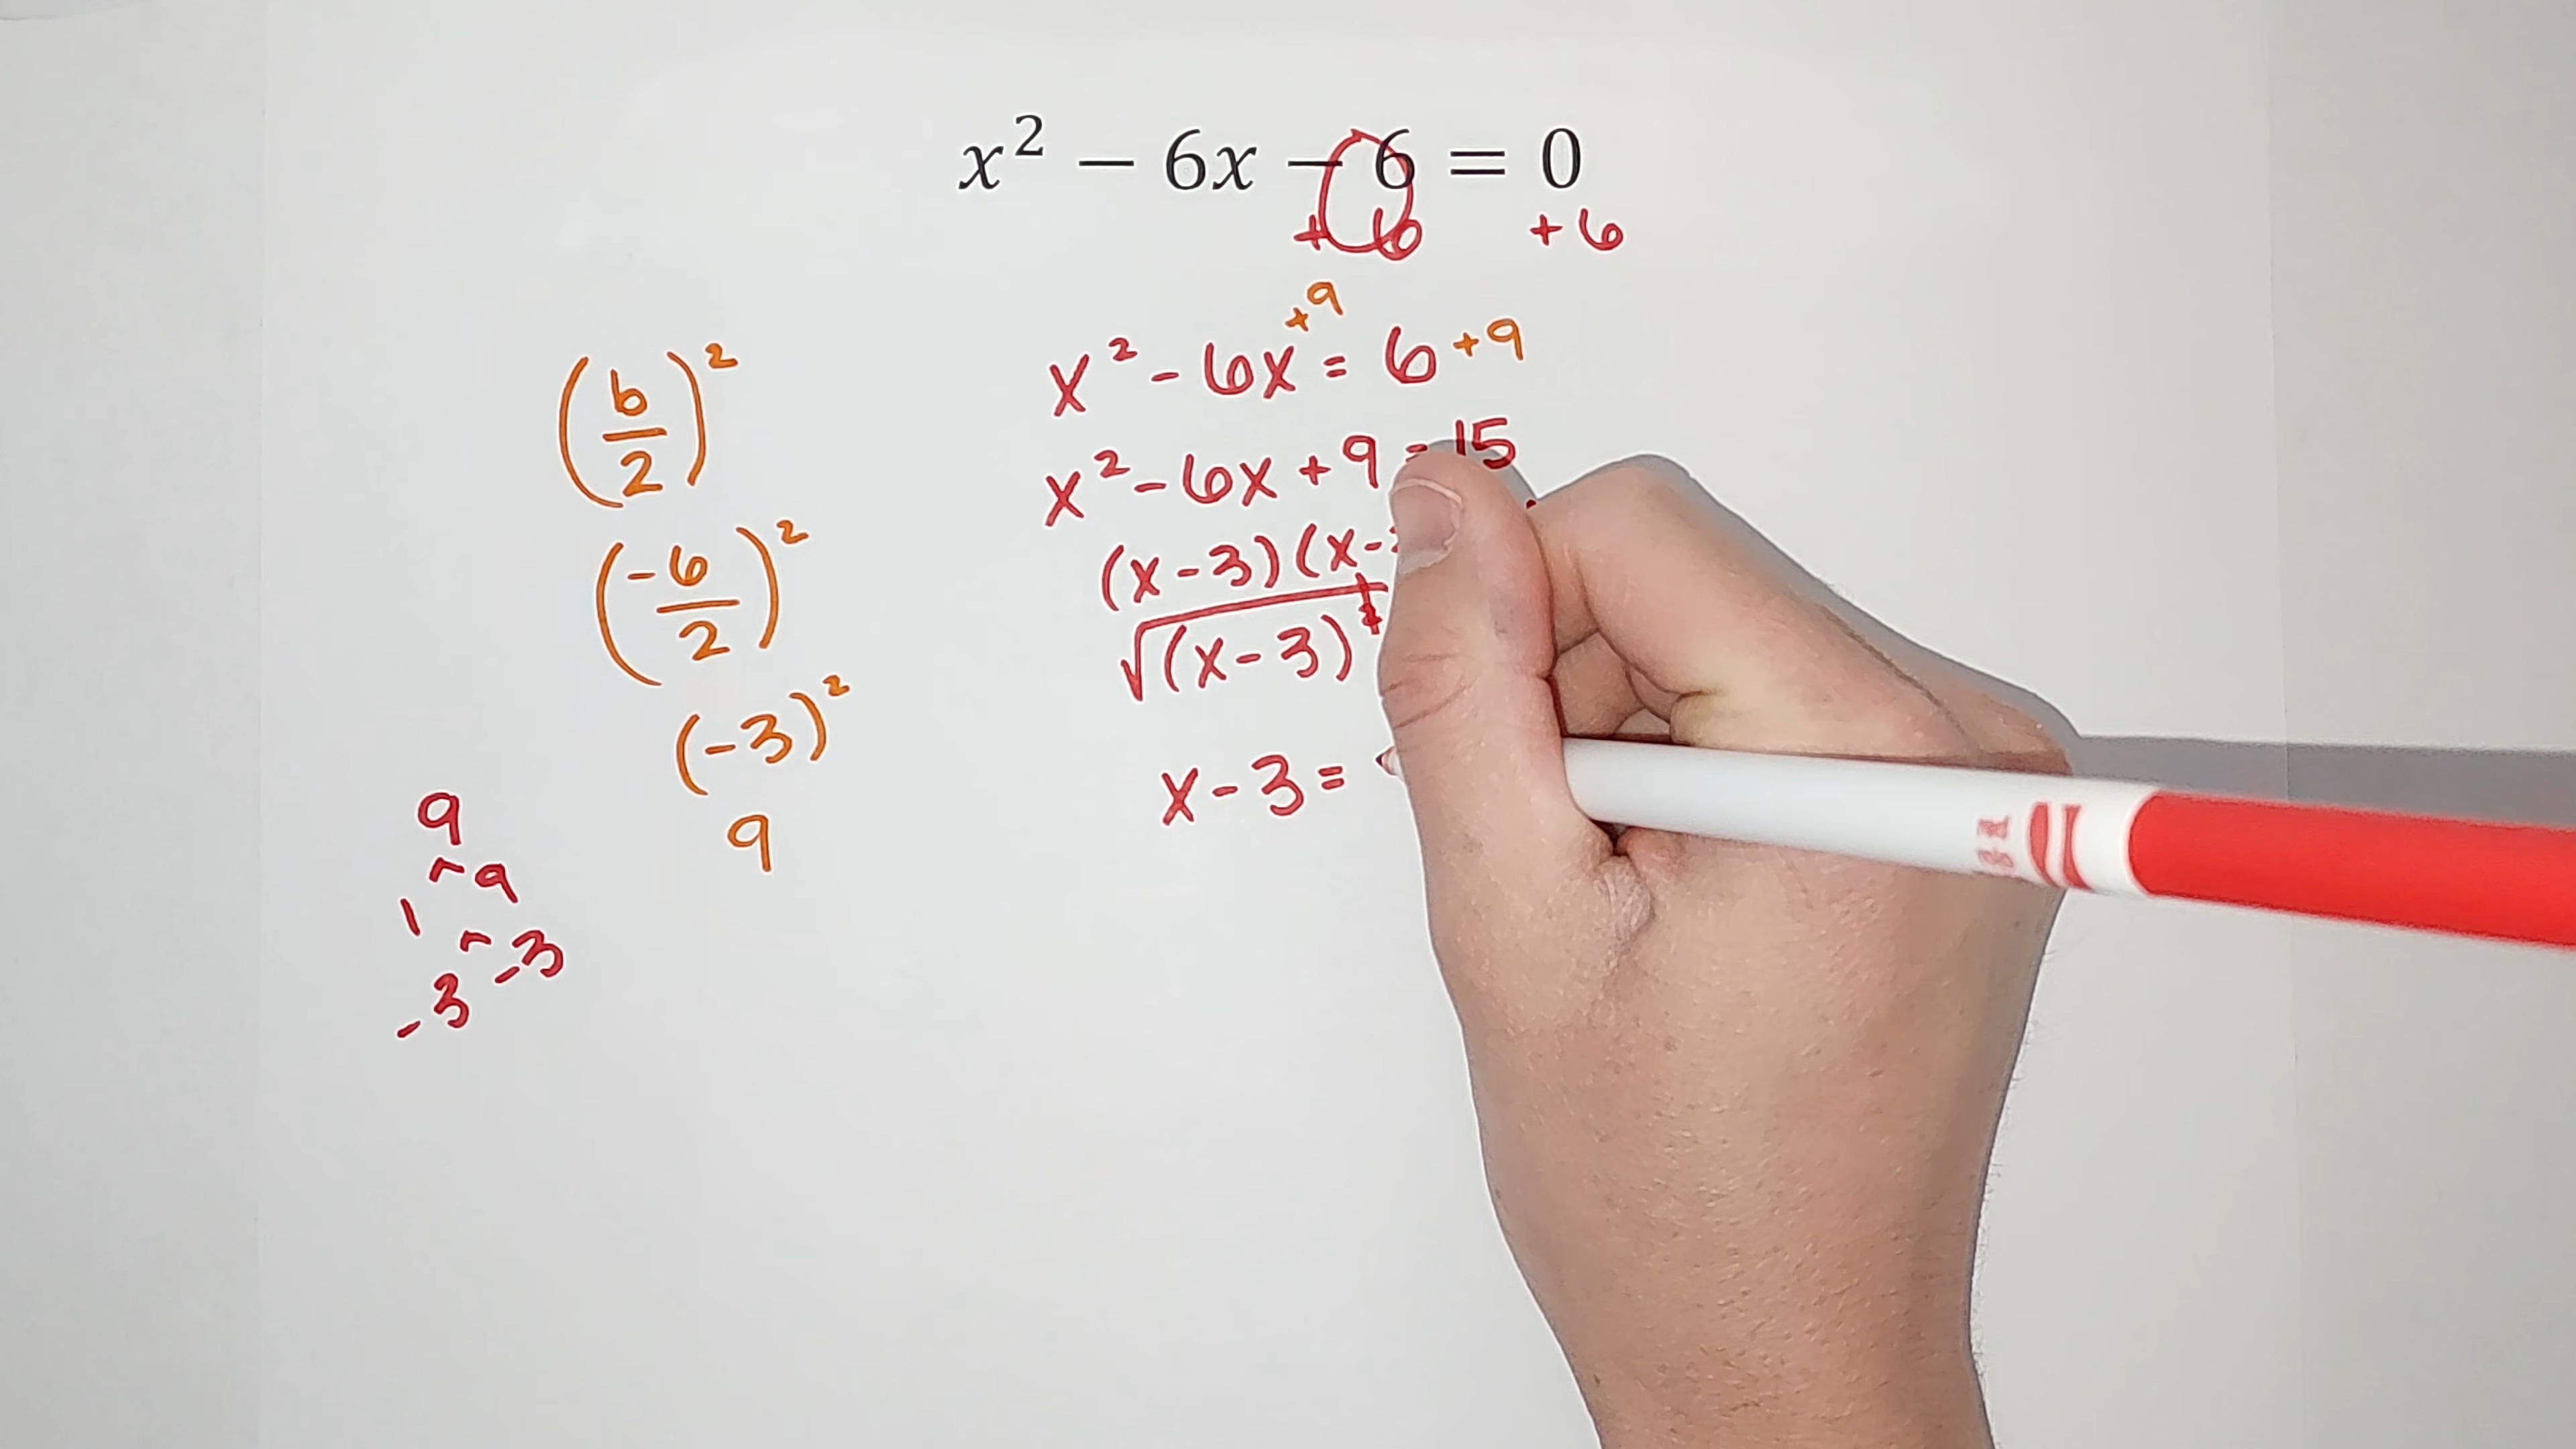 x² − 6x − 6 = 0
+ 6 + 6
+9
x² - 6x = 6 +9
x² - 6x + 9 = 15
(x-3)(x-
√(x-3)²
x-3=
(b/2)²
(-6/2)²
(-3)²
9
9
1 9
-3 -3